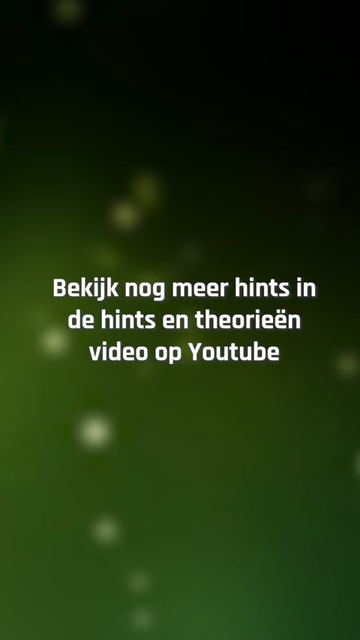 Bekijk nog meer hints in
de hints en theorieën
video op Youtube